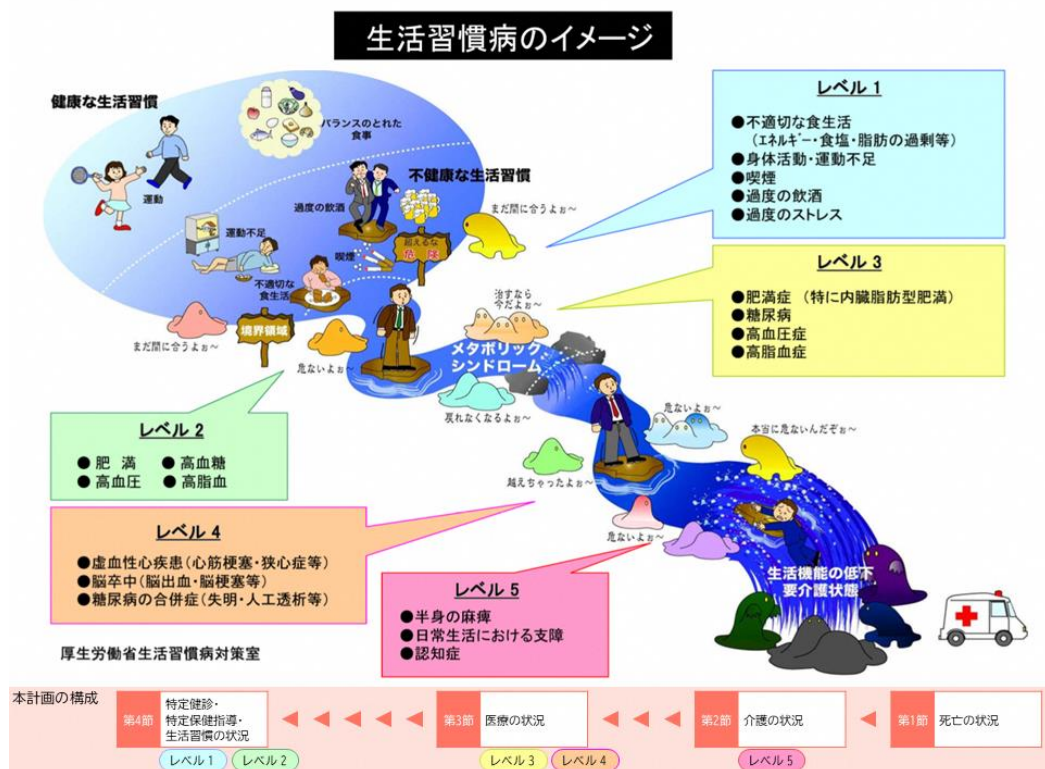 生活習慣病のイメージ
健康な生活習慣
バランスのとれた
食事
運動
不健康な生活習慣
過度の飲酒
まだ間に合うよぉ～
運動不足
喫煙
超えるな
危険
不適切な
食生活
境界領域
まだ間に合うよぉ～
危ないよぉ～
治すなら
今だよぉ～
メタボリック
シンドローム
戻れなくなるよぉ～
危ないよぉ～
本当に危ないんだぞぉ～
越えちゃったよぉ～
危ないよぉ～
生活機能の低下
要介護状態
レベル 1
●不適切な食生活
(エネルギー・食塩・脂肪の過剰等)
●身体活動・運動不足
●喫煙
●過度の飲酒
●過度のストレス
レベル 3
●肥満症 (特に内臓脂肪型肥満)
●糖尿病
●高血圧症
●高脂血症
レベル 2
●肥 満 ●高血糖
●高血圧 ●高脂血
レベル 4
●虚血性心疾患(心筋梗塞・狭心症等)
●脳卒中(脳出血・脳梗塞等)
●糖尿病の合併症(失明・人工透析等)
レベル 5
●半身の麻痺
●日常生活における支障
●認知症
厚生労働省生活習慣病対策室
本計画の構成
第4節 特定健診・
特定保健指導・
生活習慣の状況
レベル 1 レベル 2
第3節 医療の状況
レベル 3 レベル 4
第2節 介護の状況
レベル 5
第1節 死亡の状況